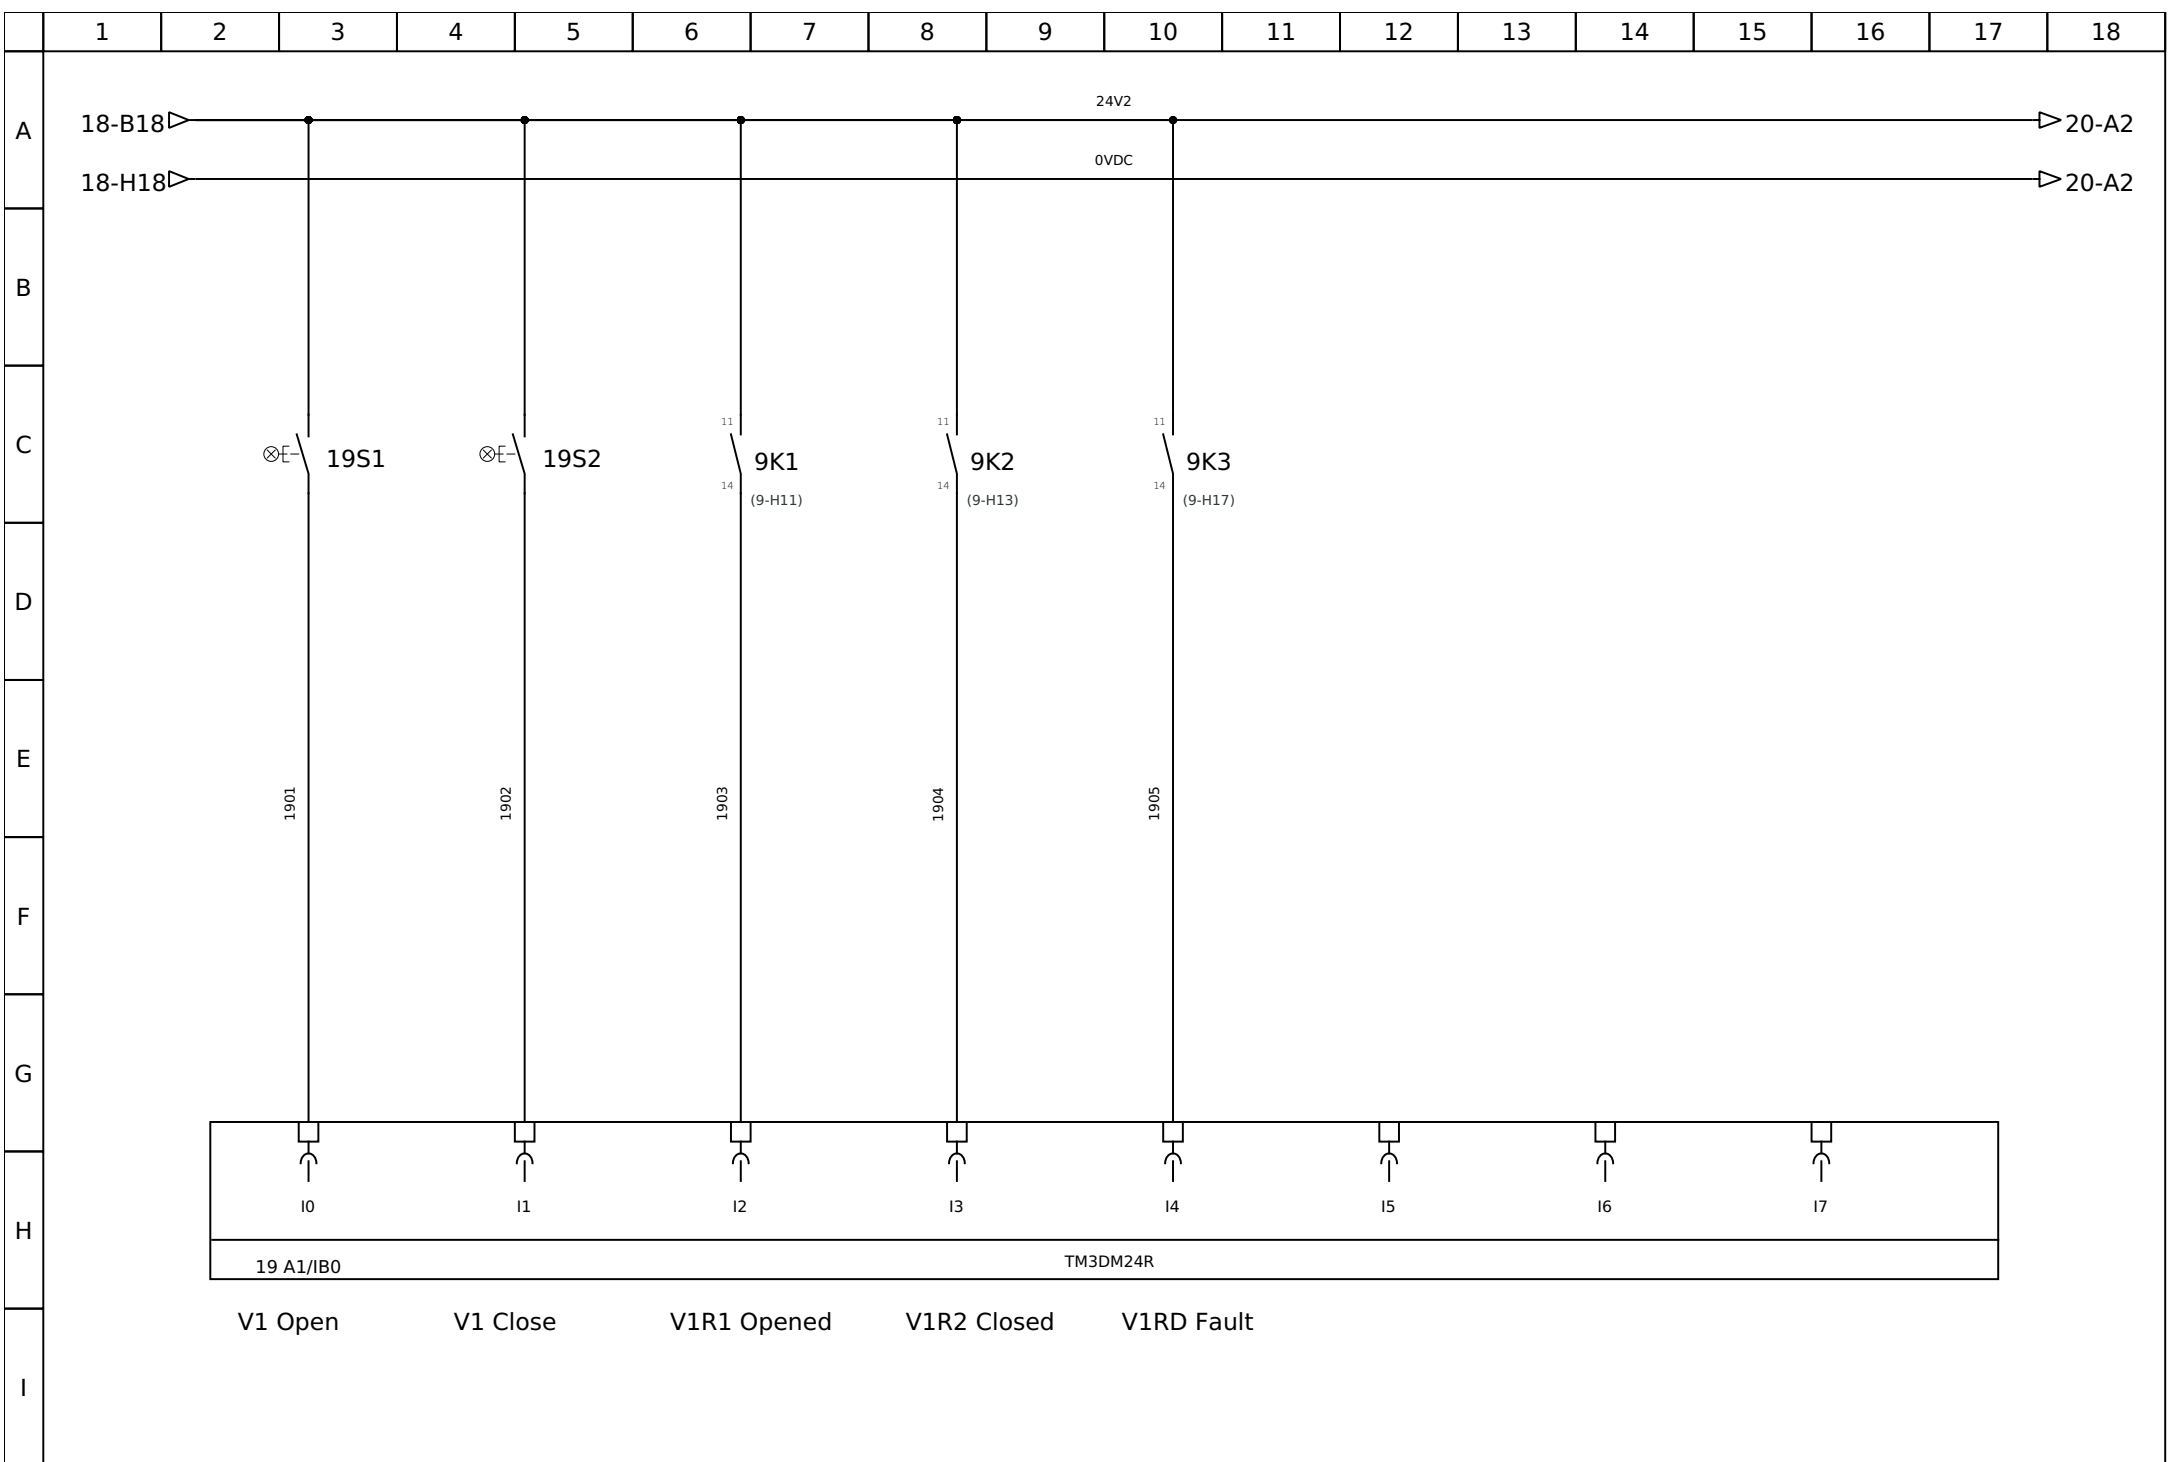 1 2 3 4 5 6 7 8 9 10 11 12 13 14 15 16 17 18
A
24V2
18-B18 20-A2
0VDC
18-H18 20-A2
B
C
11 11 11
19S1 19S2 9K1 9K2 9K3
14 14 14
(9-H11) (9-H13) (9-H17)
D
E
1901 1902 1903 1904 1905
F
G
I0 I1 I2 I3 I4 I5 I6 I7
H
19 A1/IB0 TM3DM24R
V1 Open V1 Close V1R1 Opened V1R2 Closed V1RD Fault
I